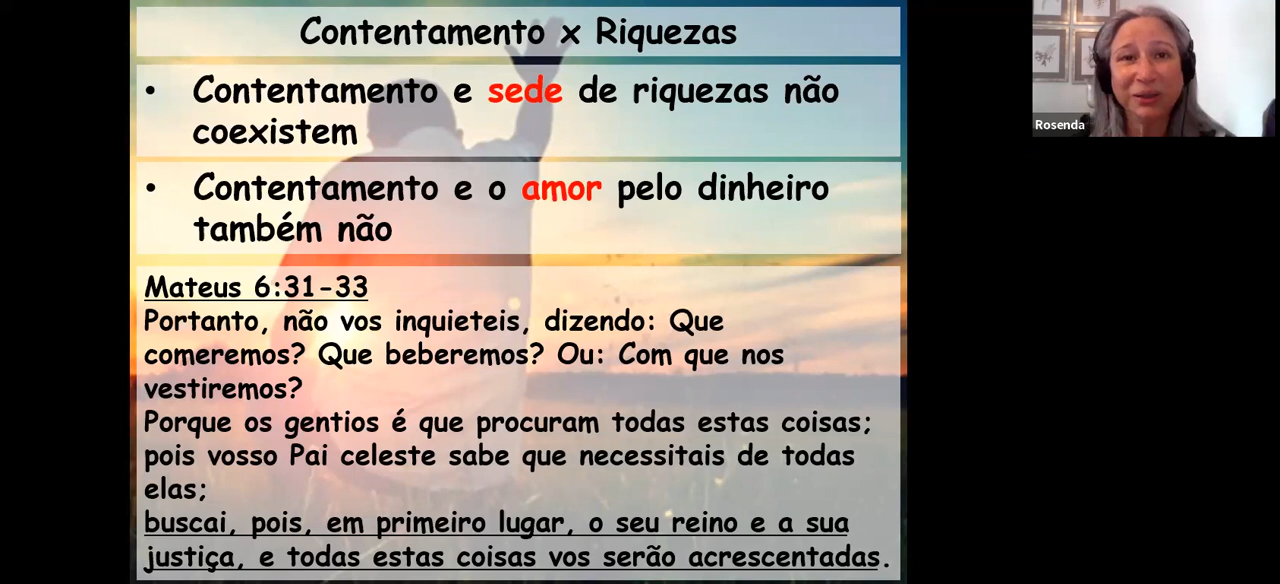 Contentamento x Riquezas
• Contentamento e sede de riquezas não
coexistem
• Contentamento e o amor pelo dinheiro
também não
Mateus 6:31-33
Portanto, não vos inquieteis, dizendo: Que
comeremos? Que beberemos? Ou: Com que nos
vestiremos?
Porque os gentios é que procuram todas estas coisas;
pois vosso Pai celeste sabe que necessitais de todas
elas;
buscai, pois, em primeiro lugar, o seu reino e a sua
justiça, e todas estas coisas vos serão acrescentadas.
Rosenda